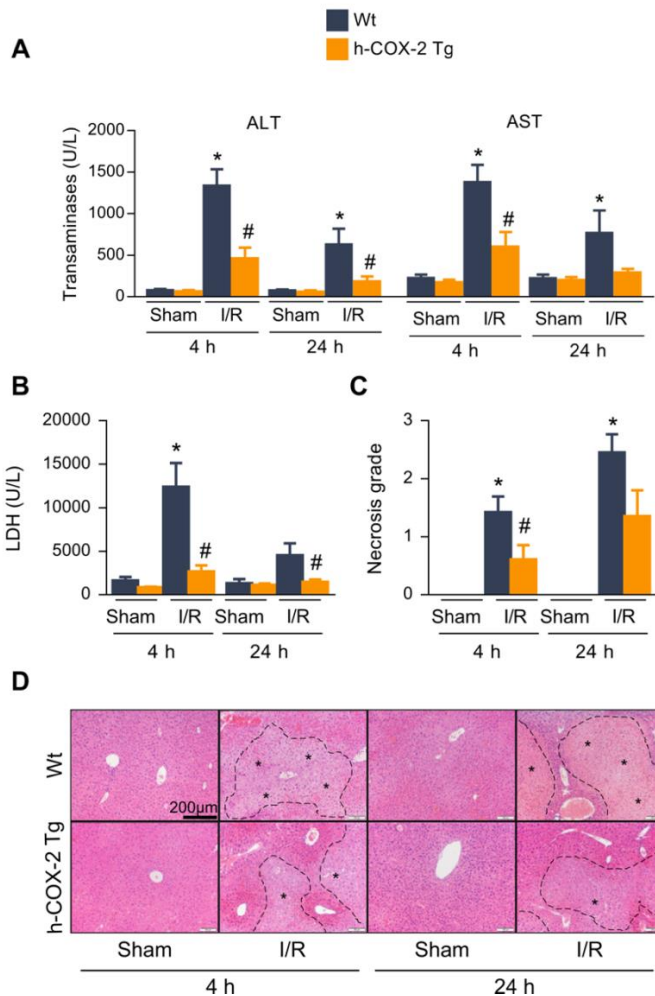 Wt
h-COX-2 Tg
A
ALT
AST
Transaminases (U/L)
2000
1500
1000
500
0
*
#
*
#
*
#
*
Sham
I/R
Sham
I/R
Sham
I/R
Sham
I/R
4 h
24 h
4 h
24 h
B
LDH (U/L)
20000
15000
10000
5000
0
*
#
#
Sham
I/R
Sham
I/R
4 h
24 h
C
Necrosis grade
3
2
1
0
*
#
*
Sham
I/R
Sham
I/R
4 h
24 h
D
Wt
200μm
* * * *
* * *
h-COX-2 Tg
* *
*
Sham
I/R
Sham
I/R
4 h
24 h